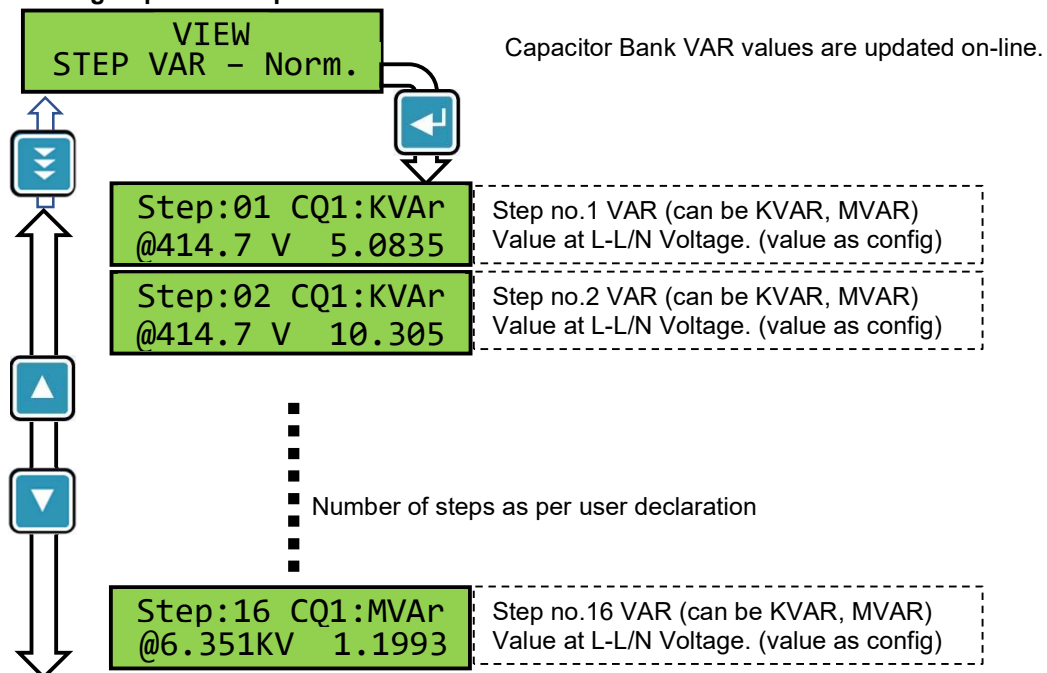 VIEW
STEP VAR – Norm.
Capacitor Bank VAR values are updated on-line.
Step:01 CQ1:KVAr
@414.7 V 5.0835
Step no.1 VAR (can be KVAR, MVAR)
Value at L-L/N Voltage. (value as config)
Step:02 CQ1:KVAr
@414.7 V 10.305
Step no.2 VAR (can be KVAR, MVAR)
Value at L-L/N Voltage. (value as config)
Number of steps as per user declaration
Step:16 CQ1:MVAr
@6.351KV 1.1993
Step no.16 VAR (can be KVAR, MVAR)
Value at L-L/N Voltage. (value as config)